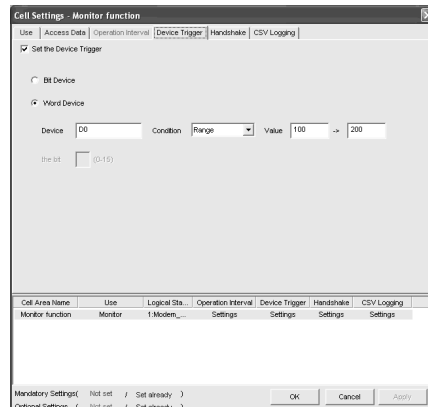 Cell Settings - Monitor function
Use Access Data Operation Interval Device Trigger Handshake CSV Logging
Set the Device Trigger
Bit Device
Word Device
Device D0 Condition Range Value 100 -> 200
the bit (0-15)
Cell Area Name Use Logical Sta... Operation Interval Device Trigger Handshake CSV Logging
Monitor function Monitor 1:Modem_... Settings Settings Settings Settings
Mandatory Settings( Not set / Set already )
OK Cancel Apply
Optional Settings ( Not set / Set already )